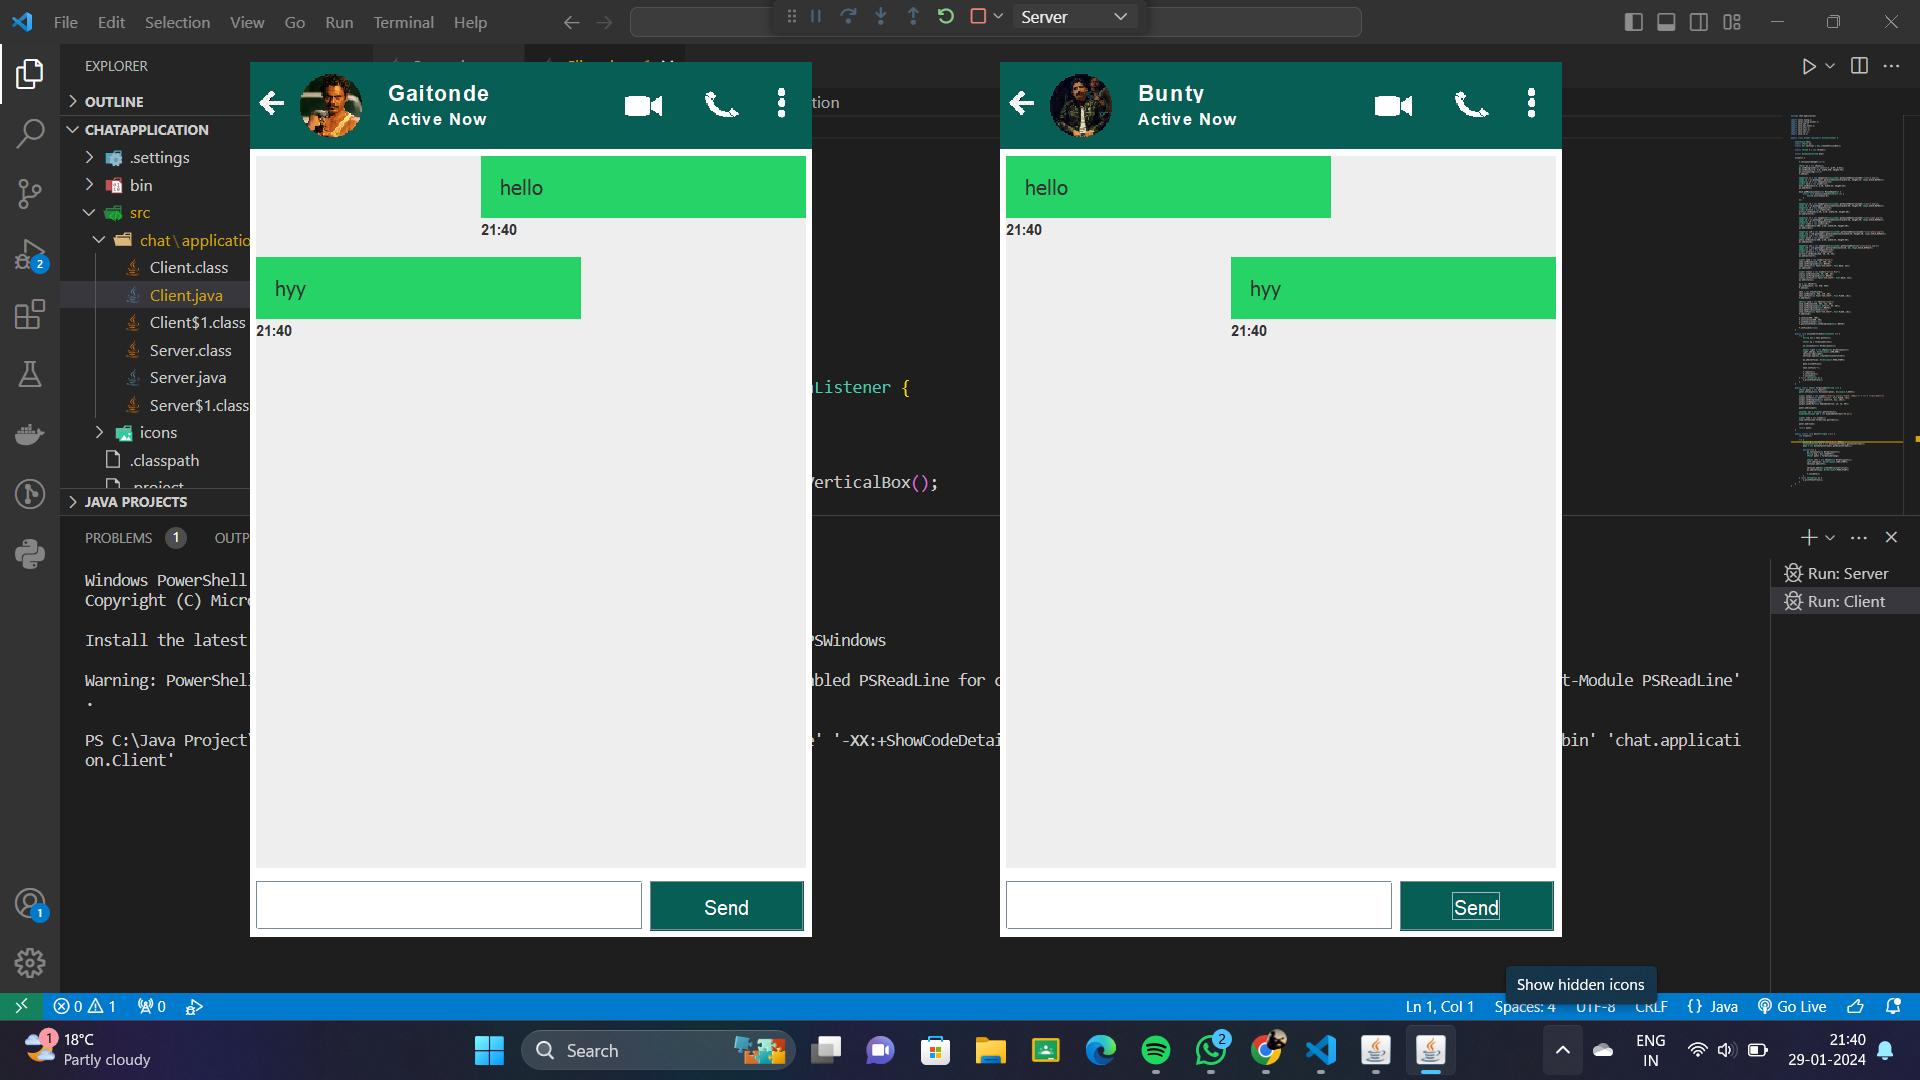 File Edit Selection View Go Run Terminal Help
Server
EXPLORER
OUTLINE
CHATAPPLICATION
.settings
bin
src
chat\applicatio
Client.class
Client.java
Client$1.class
Server.class
Server.java
Server$1.class
icons
.classpath
.project
JAVA PROJECTS
Gaitonde
Active Now
hello
21:40
hyy
21:40
Send
Bunty
Active Now
hello
21:40
hyy
21:40
Send
tion
Listener {
erticalBox();
PROBLEMS 1 OUTP
Run: Server
Run: Client
Windows PowerShell
Copyright (C) Micr
Install the latest SWindows
Warning: PowerShel bled PSReadLine for t-Module PSReadLine'
.
PS C:\Java Project\ ' '-XX:+ShowCodeDetai bin' 'chat.applicati
on.Client'
Show hidden icons
0 1 0
Ln 1, Col 1 Spaces: 4 UTF-8 CRLF {} Java Go Live
2
1
1
18°C
Partly cloudy
Search
2
ENG
IN
21:40
29-01-2024